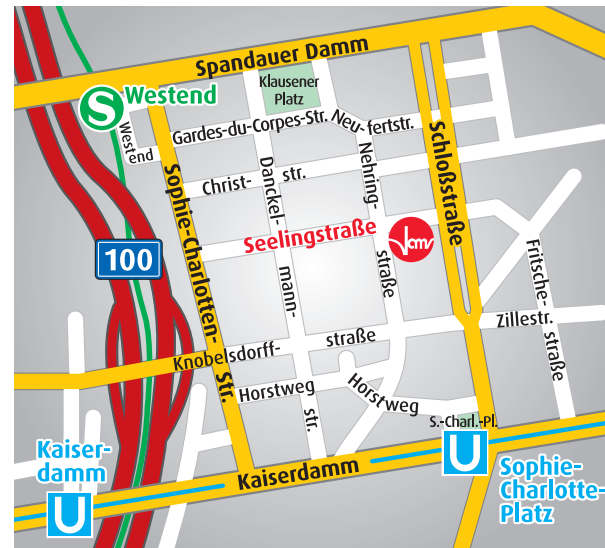 Spandauer Damm
S Westend
Klausener
Platz
Westend
Gardes-du-Corpes-Str.
Neu-fertstr.
Schloßstraße
Sophie-Charlotten-
Str.
Danckel-
mann-
str.
Nehring-
straße
Christ-
str.
Seelingstraße
100
Fritsche-
straße
Zillestr.
Knobelsdorff-
straße
Horstweg
Horstweg
S.-Charl.-Pl.
Kaiser-
damm
U
Kaiserdamm
U
Sophie-
Charlotte-
Platz